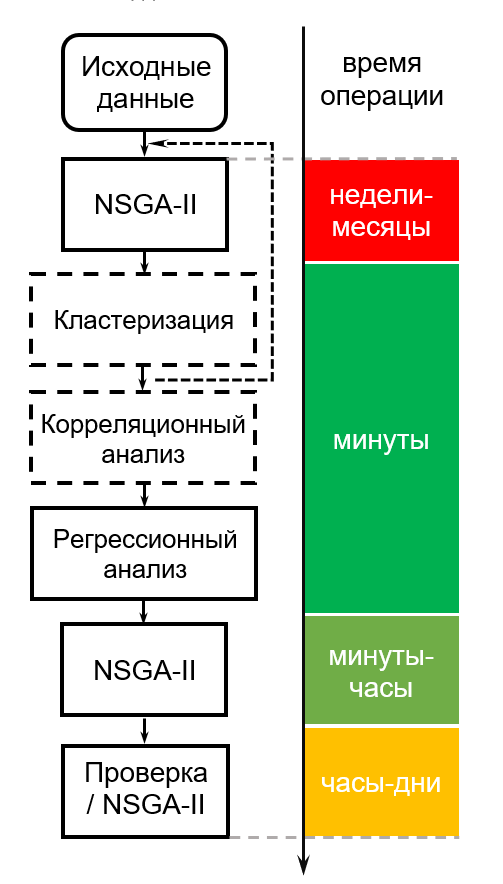 Исходные
данные
время
операции
NSGA-II
недели-
месяцы
Кластеризация
Корреляционный
анализ
минуты
Регрессионный
анализ
NSGA-II
минуты-
часы
Проверка
/ NSGA-II
часы-дни